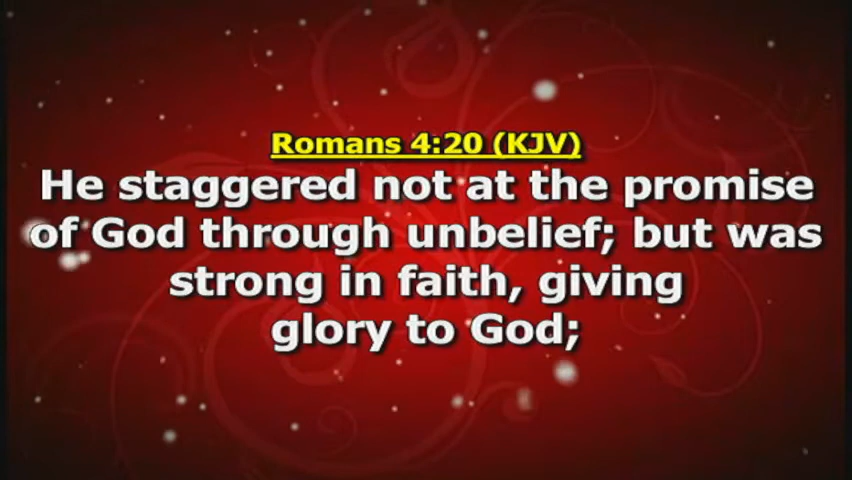 Romans 4:20 (KJV)
He staggered not at the promise
of God through unbelief; but was
strong in faith, giving
glory to God;